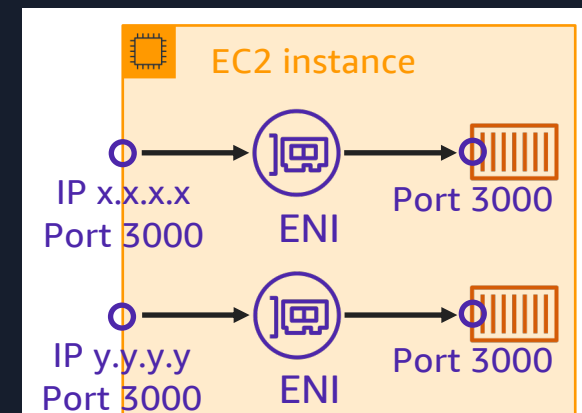 EC2 instance
IP x.x.x.x
Port 3000
ENI
Port 3000
IP y.y.y.y
Port 3000
ENI
Port 3000